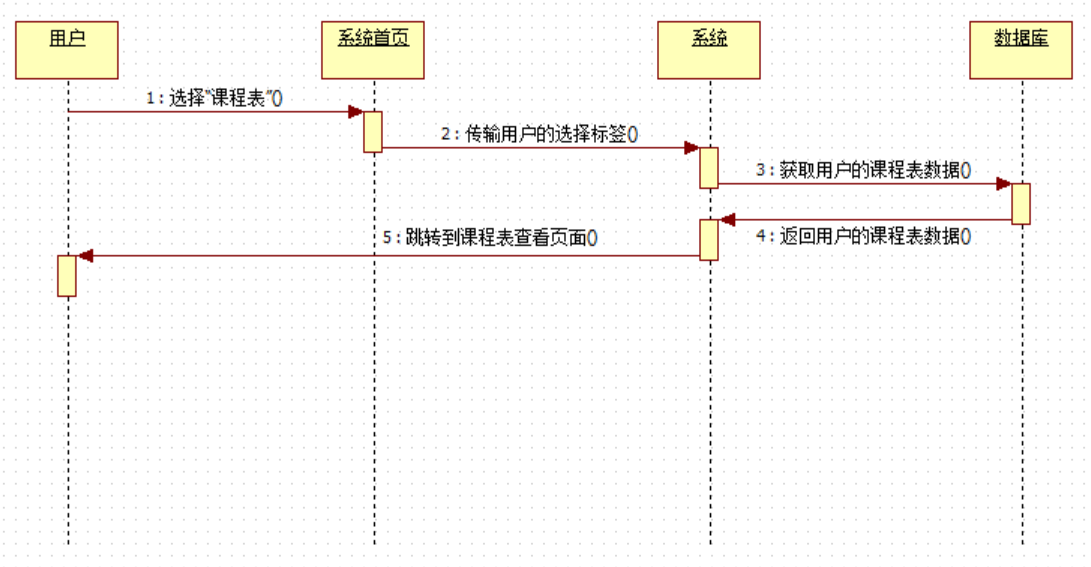 用户
系统首页
系统
数据库
1：选择“课程表”()
2：传输用户的选择标签()
3：获取用户的课程表数据()
4：返回用户的课程表数据()
5：跳转到课程表查看页面()